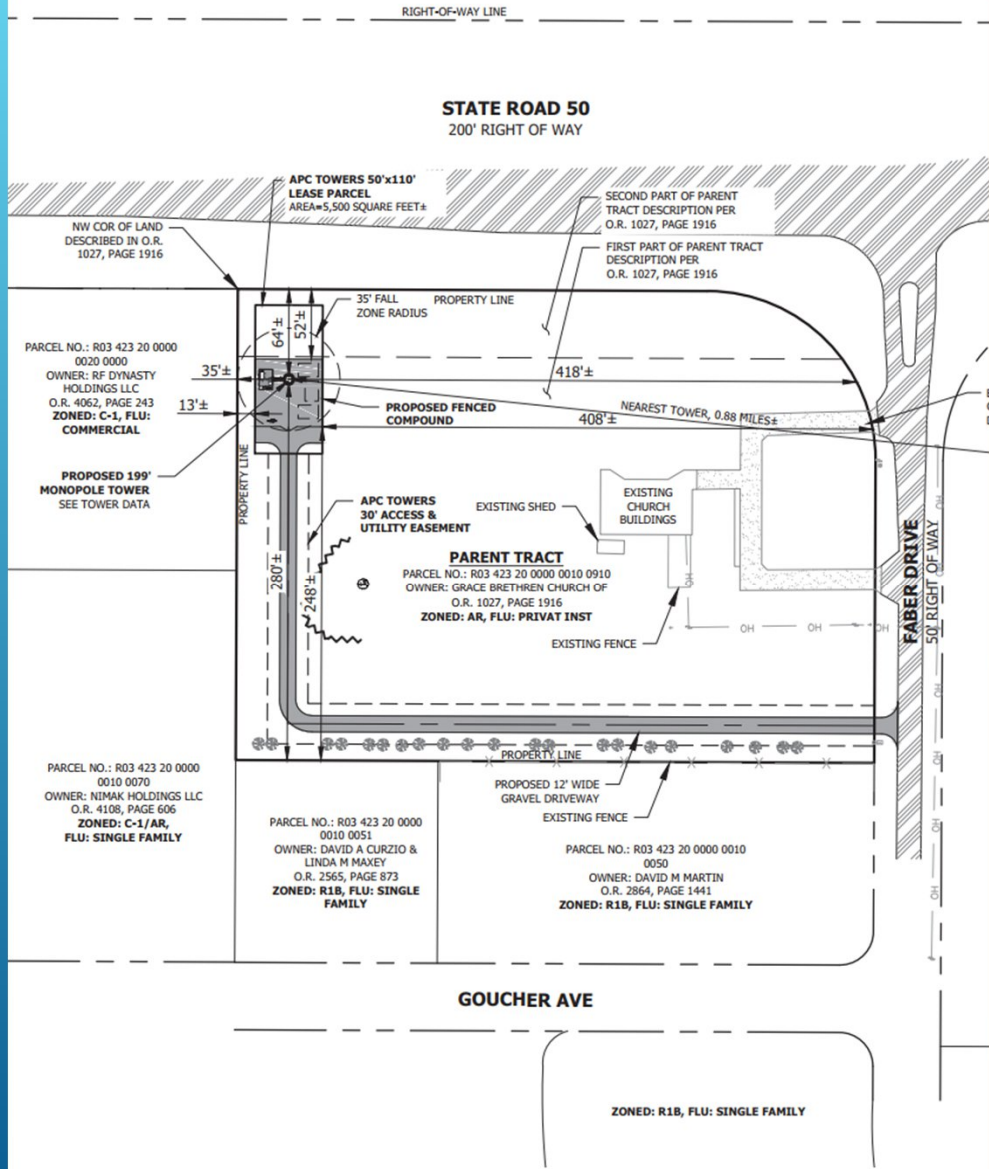 RIGHT-OF-WAY LINE
STATE ROAD 50
200' RIGHT OF WAY
APC TOWERS 50'x110'
LEASE PARCEL
AREA=5,500 SQUARE FEET±
SECOND PART OF PARENT
TRACT DESCRIPTION PER
O.R. 1027, PAGE 1916
NW COR OF LAND
DESCRIBED IN O.R.
1027, PAGE 1916
FIRST PART OF PARENT TRACT
DESCRIPTION PER
O.R. 1027, PAGE 1916
35' FALL
ZONE RADIUS
PROPERTY LINE
64'±
52'±
PARCEL NO.: R03 423 20 0000
0020 0000
OWNER: RF DYNASTY
HOLDINGS LLC
O.R. 4062, PAGE 243
ZONED: C-1, FLU:
COMMERCIAL
35'±
418'±
13'±
PROPOSED FENCED
COMPOUND
NEAREST TOWER, 0.88 MILES±
408'±
PROPOSED 199'
MONOPOLE TOWER
SEE TOWER DATA
PROPERTY LINE
APC TOWERS
30' ACCESS &
UTILITY EASEMENT
EXISTING SHED
EXISTING
CHURCH
BUILDINGS
280'±
248'±
PARENT TRACT
PARCEL NO.: R03 423 20 0000 0010 0910
OWNER: GRACE BRETHREN CHURCH OF
O.R. 1027, PAGE 1916
ZONED: AR, FLU: PRIVAT INST
OH
OH
OH
OH
EXISTING FENCE
FABER DRIVE
50' RIGHT OF WAY
OH
OH
OH
OH
OH
PROPERTY LINE
PROPOSED 12' WIDE
GRAVEL DRIVEWAY
EXISTING FENCE
PARCEL NO.: R03 423 20 0000
0010 0070
OWNER: NIMAK HOLDINGS LLC
O.R. 4108, PAGE 606
ZONED: C-1/AR,
FLU: SINGLE FAMILY
PARCEL NO.: R03 423 20 0000
0010 0051
OWNER: DAVID A CURZIO &
LINDA M MAXEY
O.R. 2565, PAGE 873
ZONED: R1B, FLU: SINGLE
FAMILY
PARCEL NO.: R03 423 20 0000 0010
0050
OWNER: DAVID M MARTIN
O.R. 2864, PAGE 1441
ZONED: R1B, FLU: SINGLE FAMILY
GOUCHER AVE
ZONED: R1B, FLU: SINGLE FAMILY